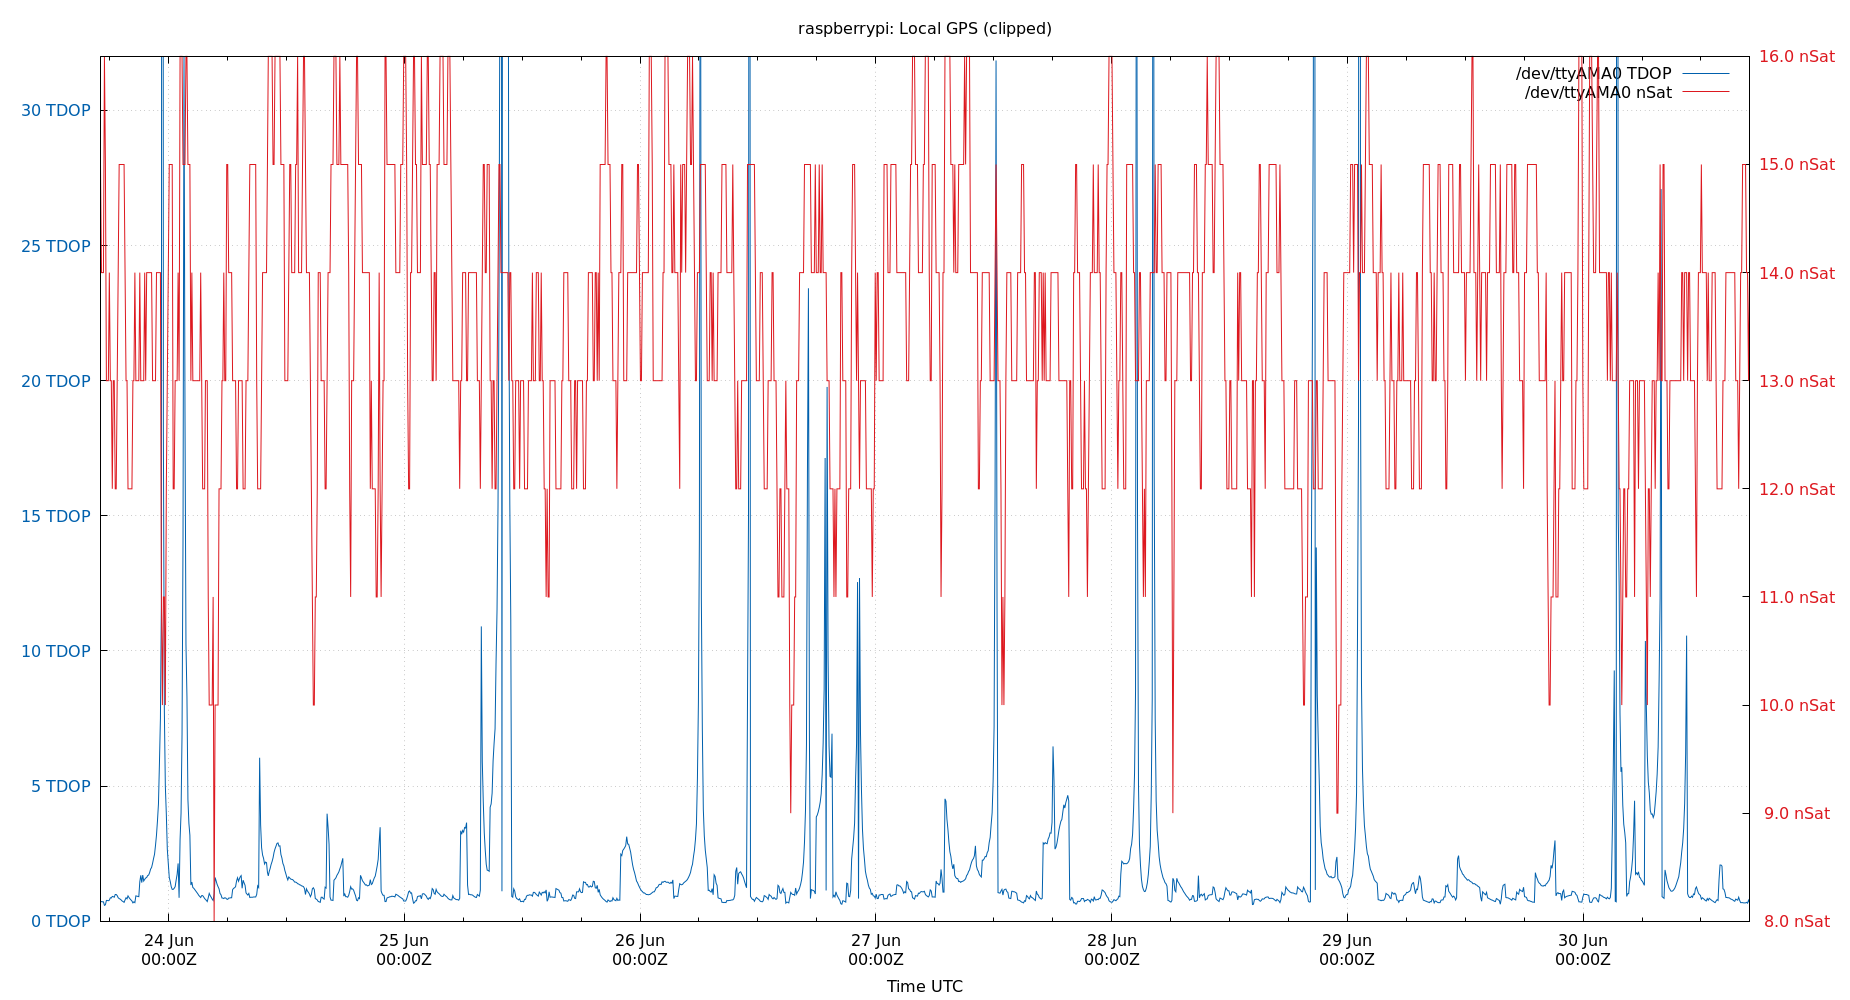 raspberrypi: Local GPS (clipped)
/dev/ttyAMA0 TDOP
/dev/ttyAMA0 nSat
30 TDOP
25 TDOP
20 TDOP
15 TDOP
10 TDOP
5 TDOP
0 TDOP
16.0 nSat
15.0 nSat
14.0 nSat
13.0 nSat
12.0 nSat
11.0 nSat
10.0 nSat
9.0 nSat
8.0 nSat
24 Jun 25 Jun 26 Jun 27 Jun 28 Jun 29 Jun 30 Jun
00:00Z 00:00Z 00:00Z 00:00Z 00:00Z 00:00Z 00:00Z
Time UTC